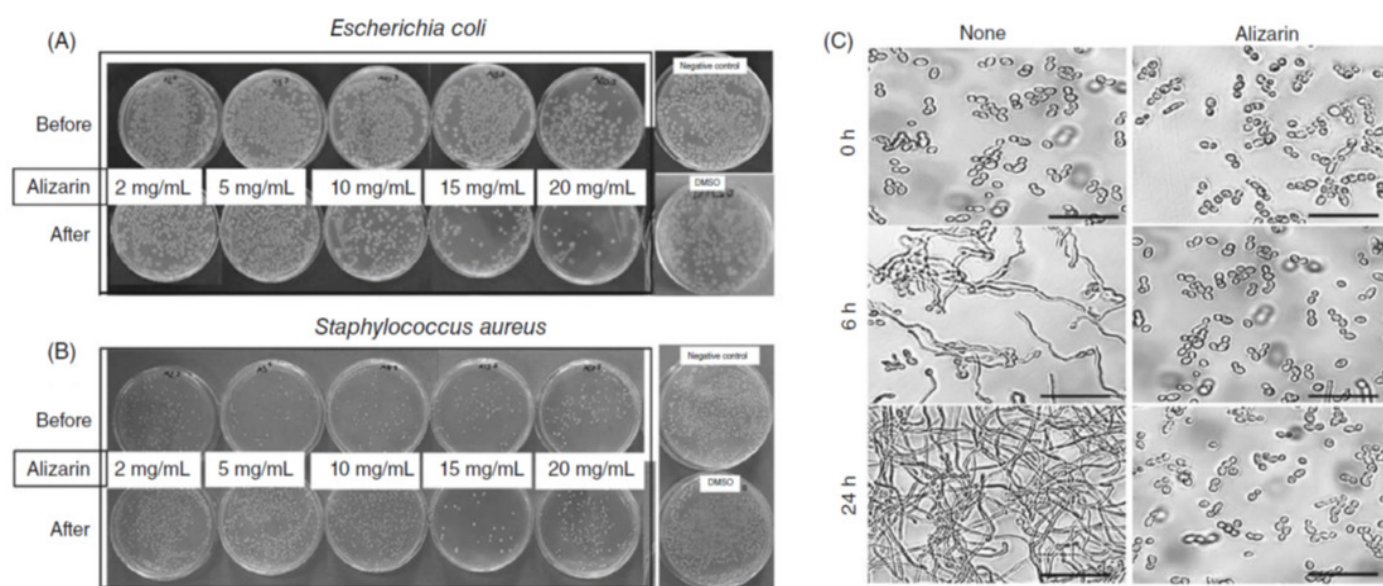 (A)
Escherichia coli
Negative control
Before
Alizarin 2 mg/mL 5 mg/mL 10 mg/mL 15 mg/mL 20 mg/mL
DMSO
After
(B)
Staphylococcus aureus
Negative control
Before
Alizarin 2 mg/mL 5 mg/mL 10 mg/mL 15 mg/mL 20 mg/mL
DMSO
After
(C)
None Alizarin
0 h
6 h
24 h